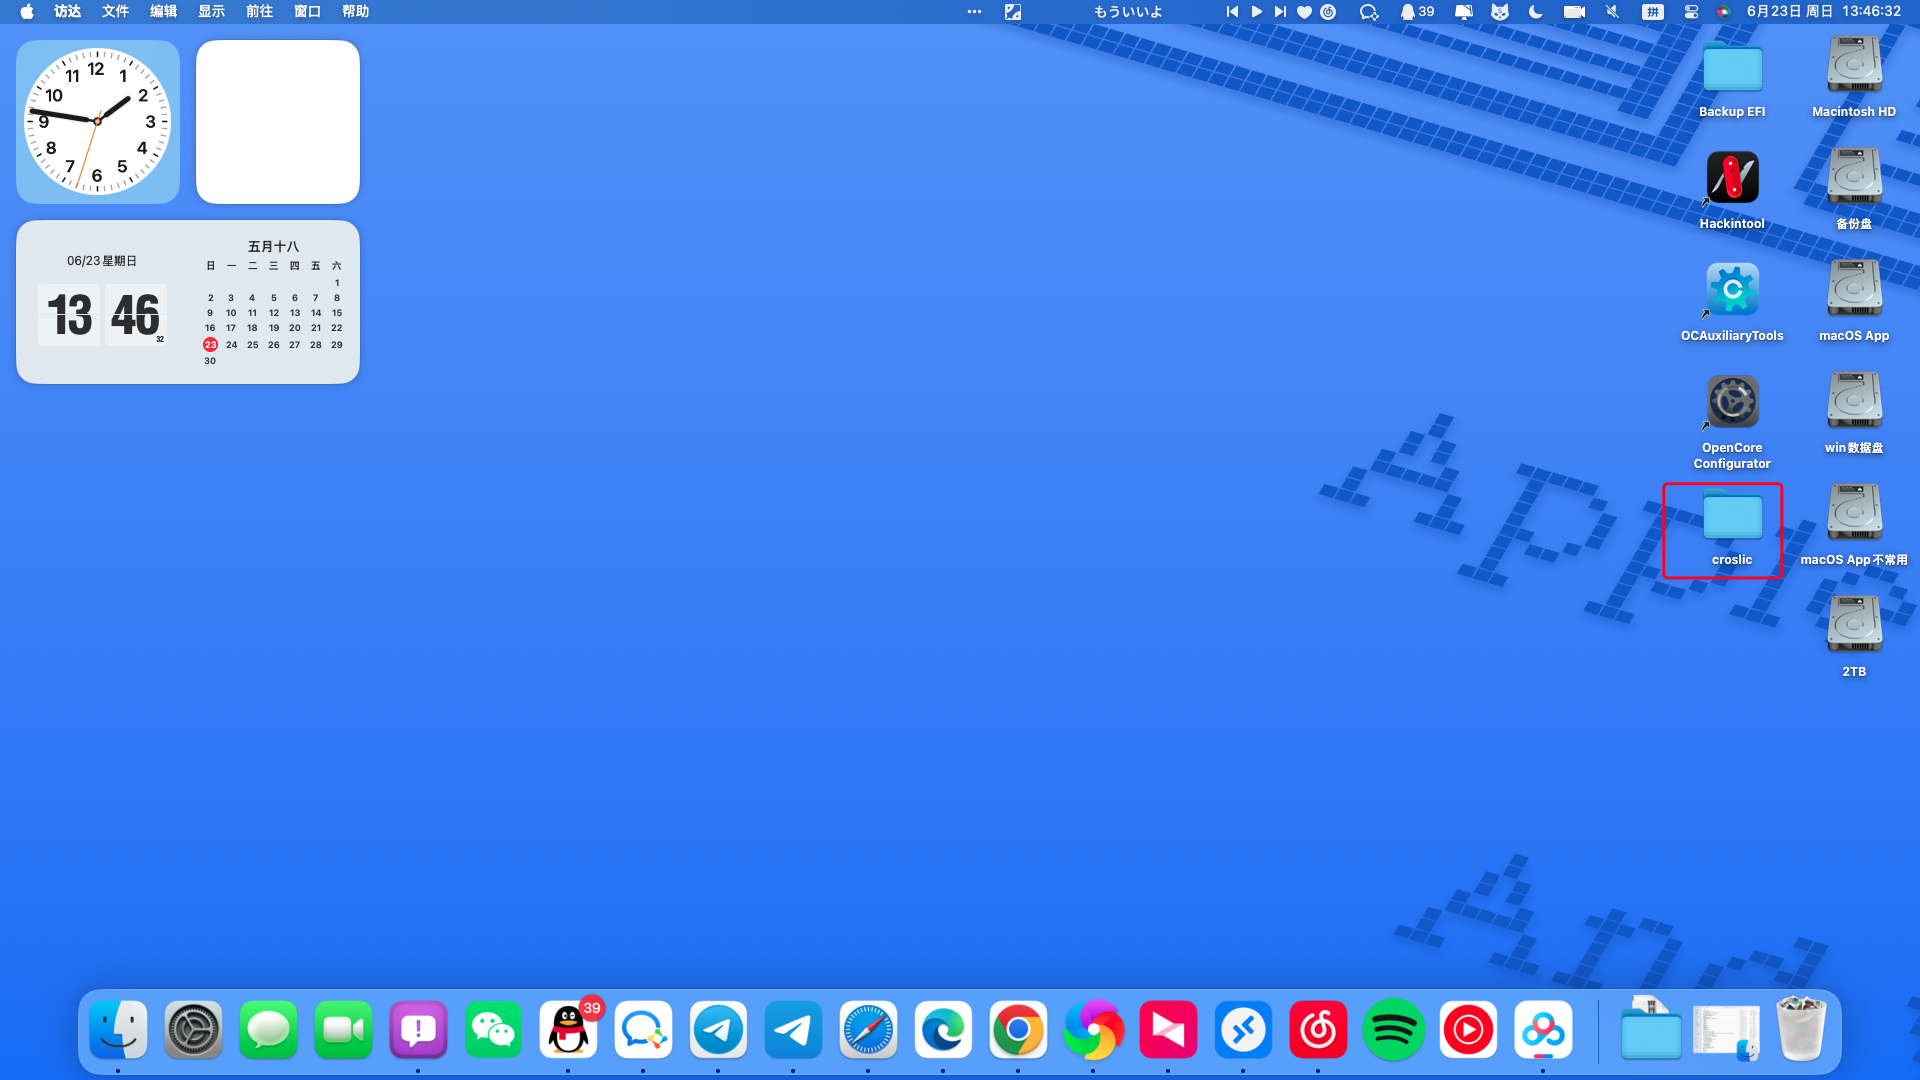 访达 文件 编辑 显示 前往 窗口 帮助
もういいよ
39
拼
6月23日 周日 13:46:32
12
11 1
10 2
9 3
8 4
7 5
6
06/23 星期日
13 46
32
五月十八
日 一 二 三 四 五 六
1
2 3 4 5 6 7 8
9 10 11 12 13 14 15
16 17 18 19 20 21 22
23 24 25 26 27 28 29
30
Backup EFI
Macintosh HD
Hackintool
备份盘
OCAuxiliaryTools
macOS App
OpenCore
Configurator
win数据盘
croslic
macOS App不常用
2TB
Apple
App
39